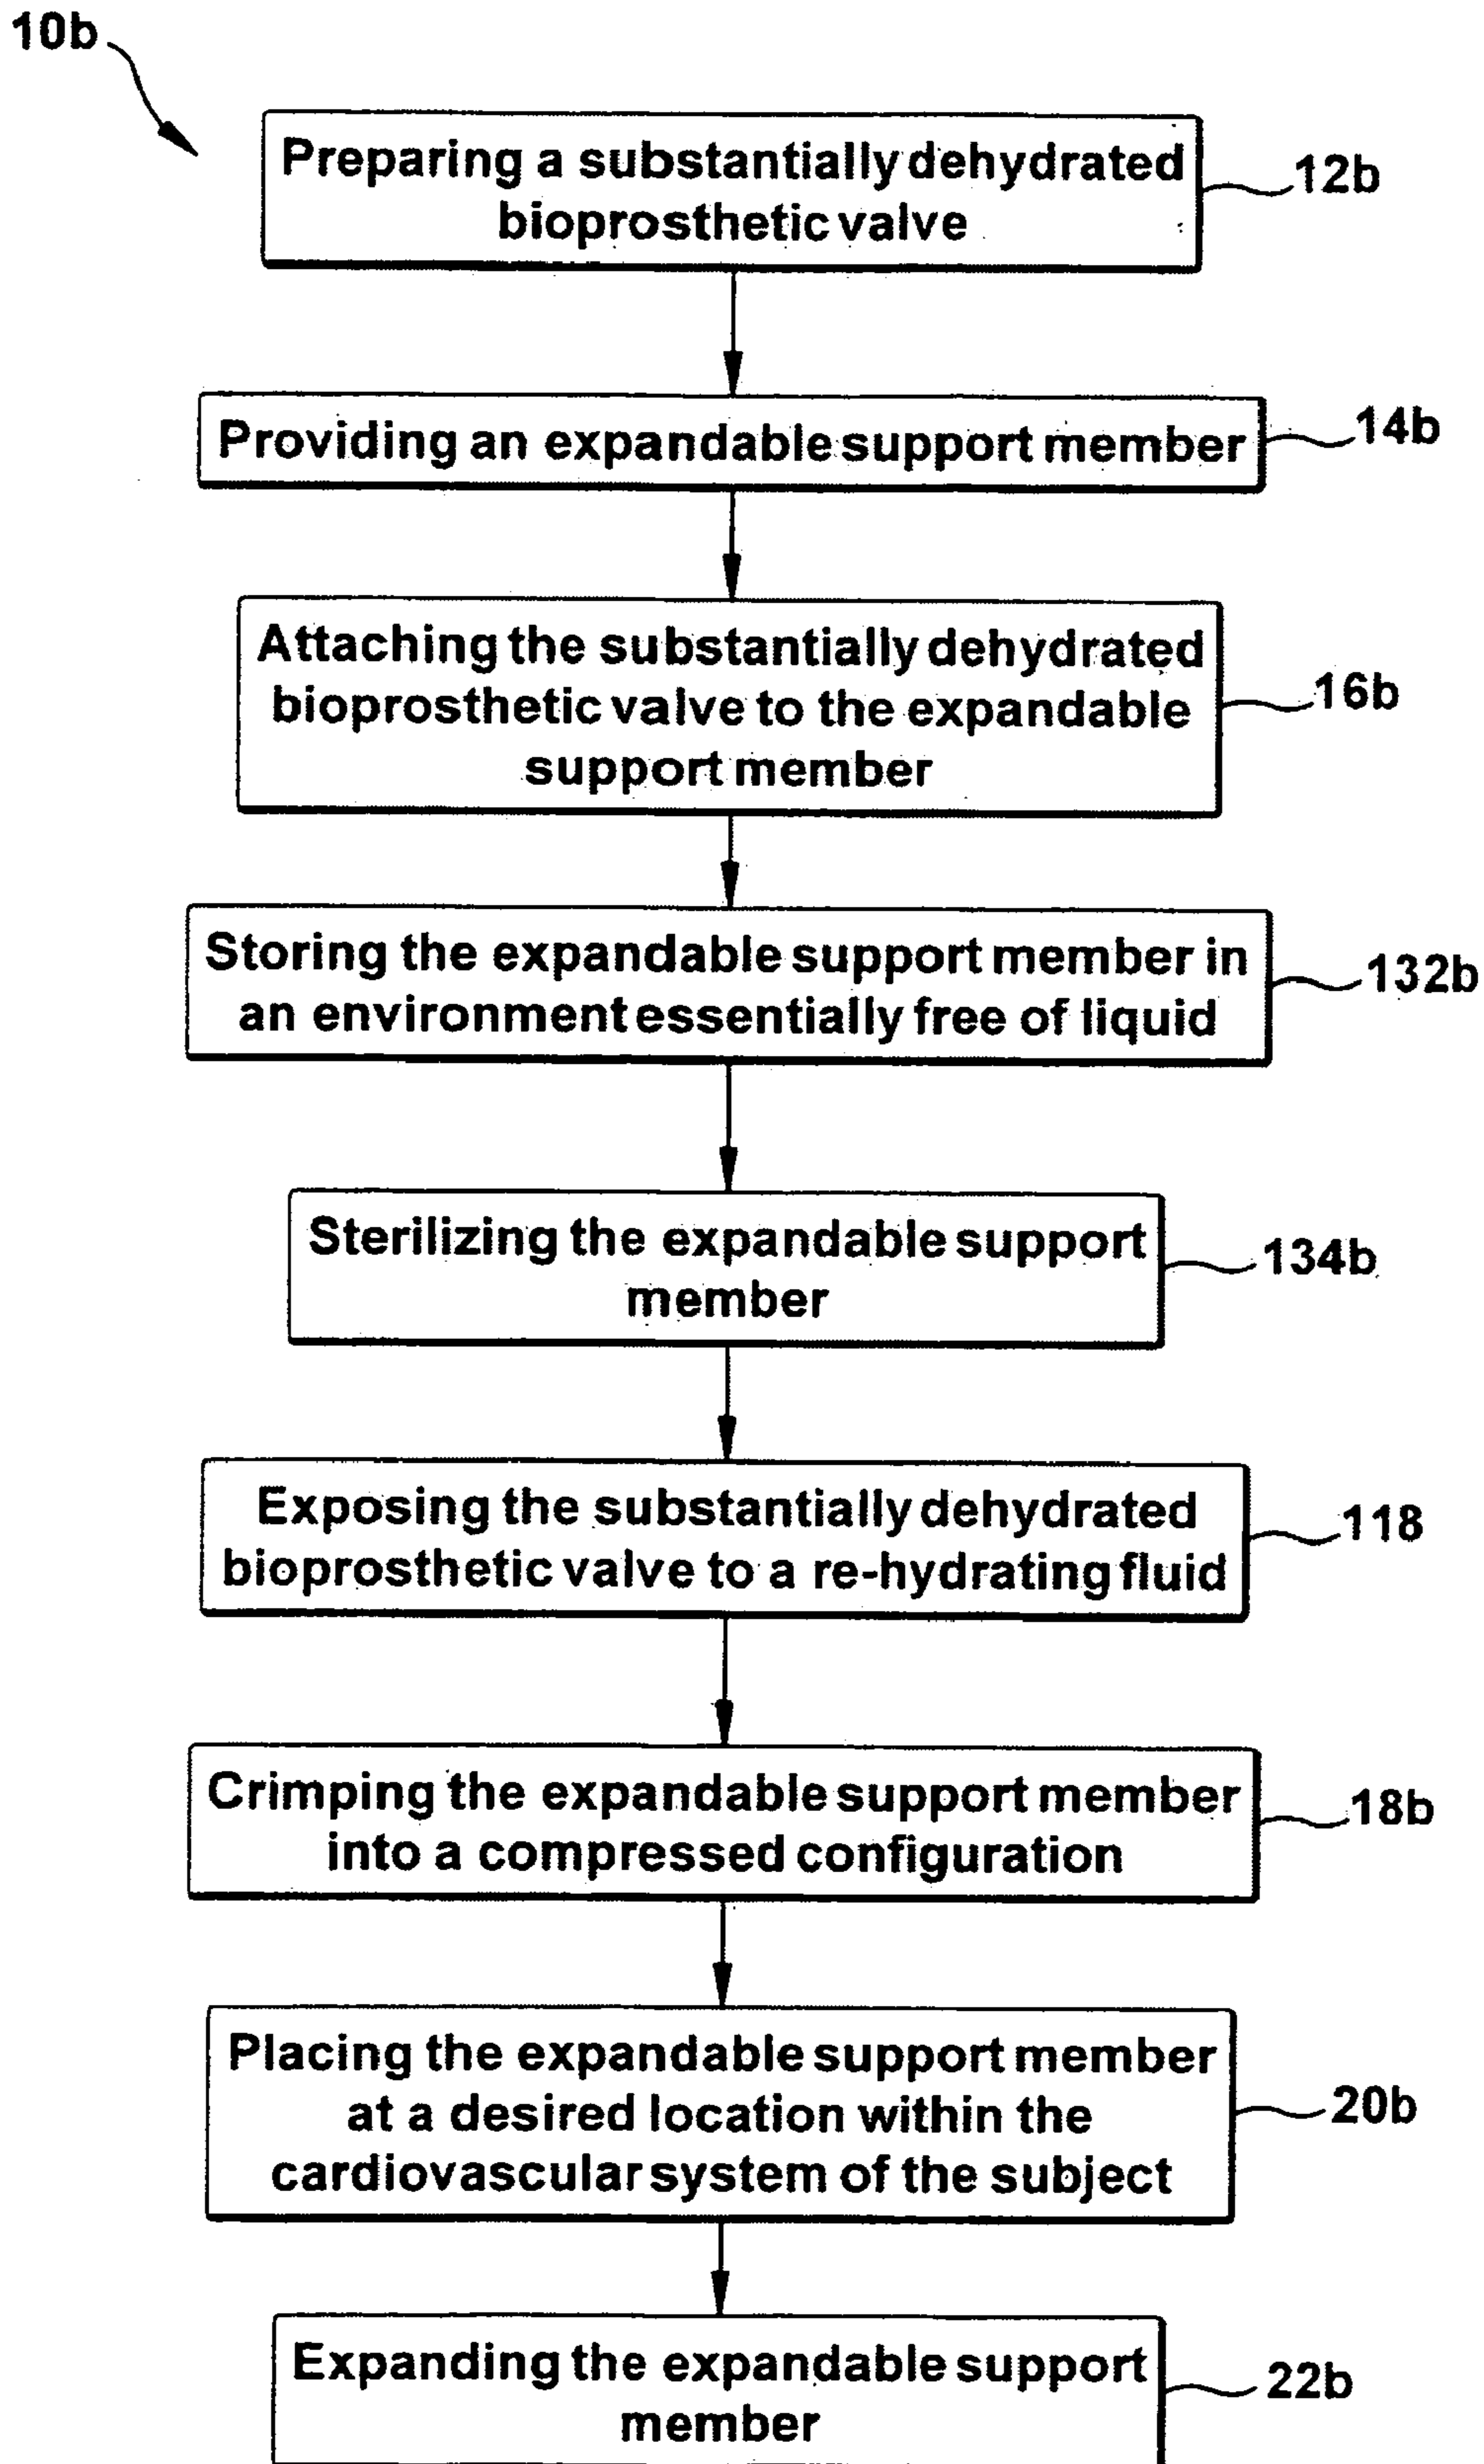 10b
Preparing a substantially dehydrated
bioprosthetic valve
12b
Providing an expandable support member
14b
Attaching the substantially dehydrated
bioprosthetic valve to the expandable
support member
16b
Storing the expandable support member in
an environment essentially free of liquid
132b
Sterilizing the expandable support
member
134b
Exposing the substantially dehydrated
bioprosthetic valve to a re-hydrating fluid
118
Crimping the expandable support member
into a compressed configuration
18b
Placing the expandable support member
at a desired location within the
cardiovascular system of the subject
20b
Expanding the expandable support
member
22b